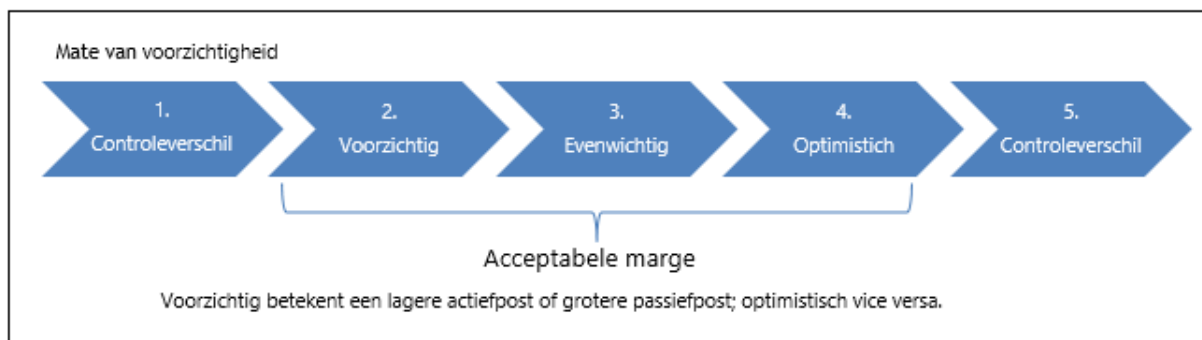 Mate van voorzichtigheid
1.
Controleverschil
2.
Voorzichtig
3.
Evenwichtig
4.
Optimistich
5.
Controleverschil
Acceptabele marge
Voorzichtig betekent een lagere actiefpost of grotere passiefpost; optimistisch vice versa.